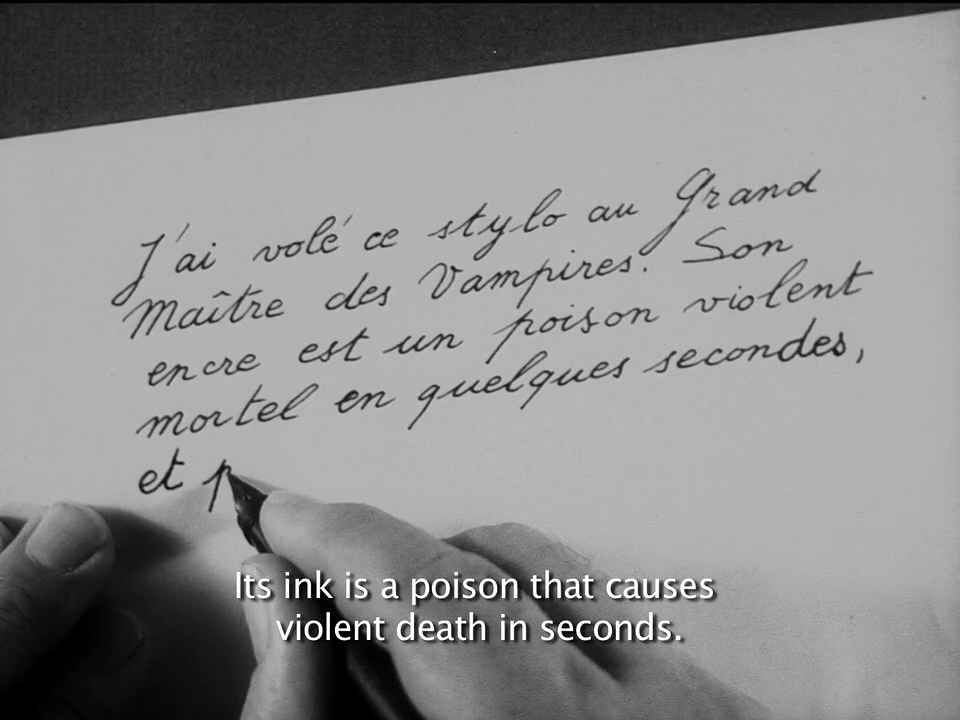 J'ai volé ce stylo au Grand
Maître des Vampires. Son
encre est un poison violent
mortel en quelques secondes,
et p
Its ink is a poison that causes
violent death in seconds.